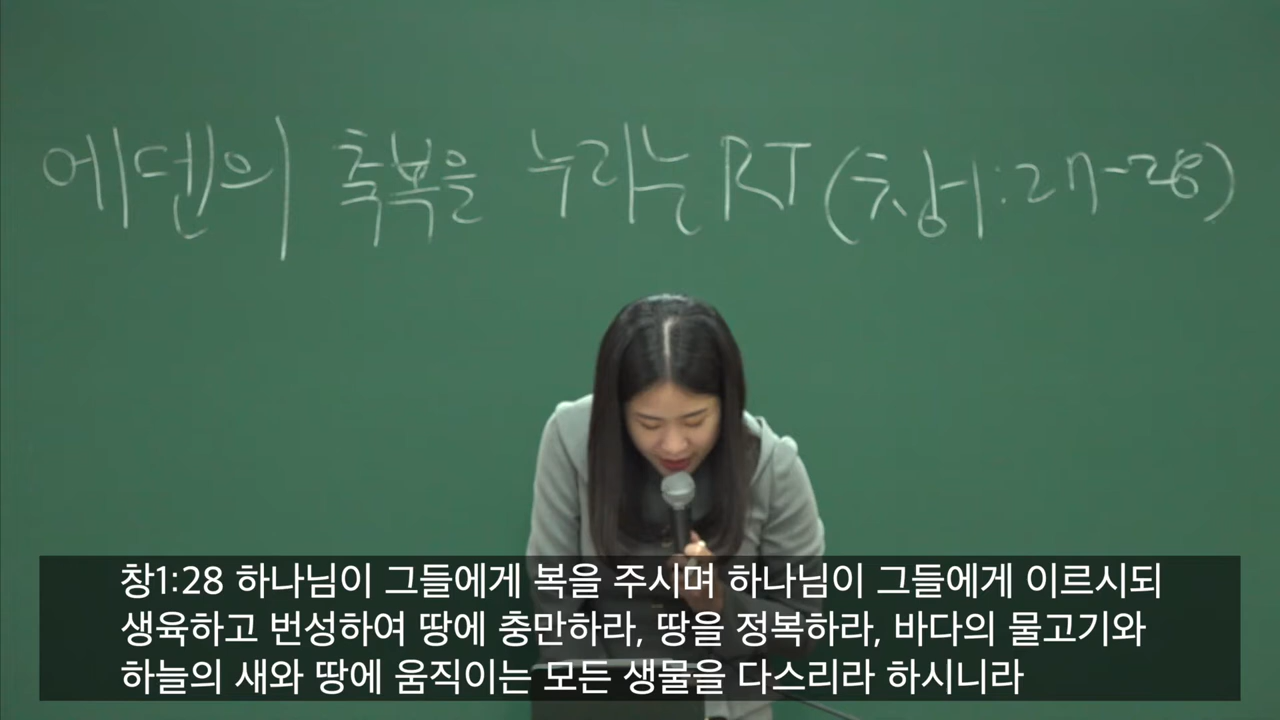 에덴의 축복을 누리는 RT (창1:27-28)
창1:28 하나님이 그들에게 복을 주시며 하나님이 그들에게 이르시되
생육하고 번성하여 땅에 충만하라, 땅을 정복하라, 바다의 물고기와
하늘의 새와 땅에 움직이는 모든 생물을 다스리라 하시니라